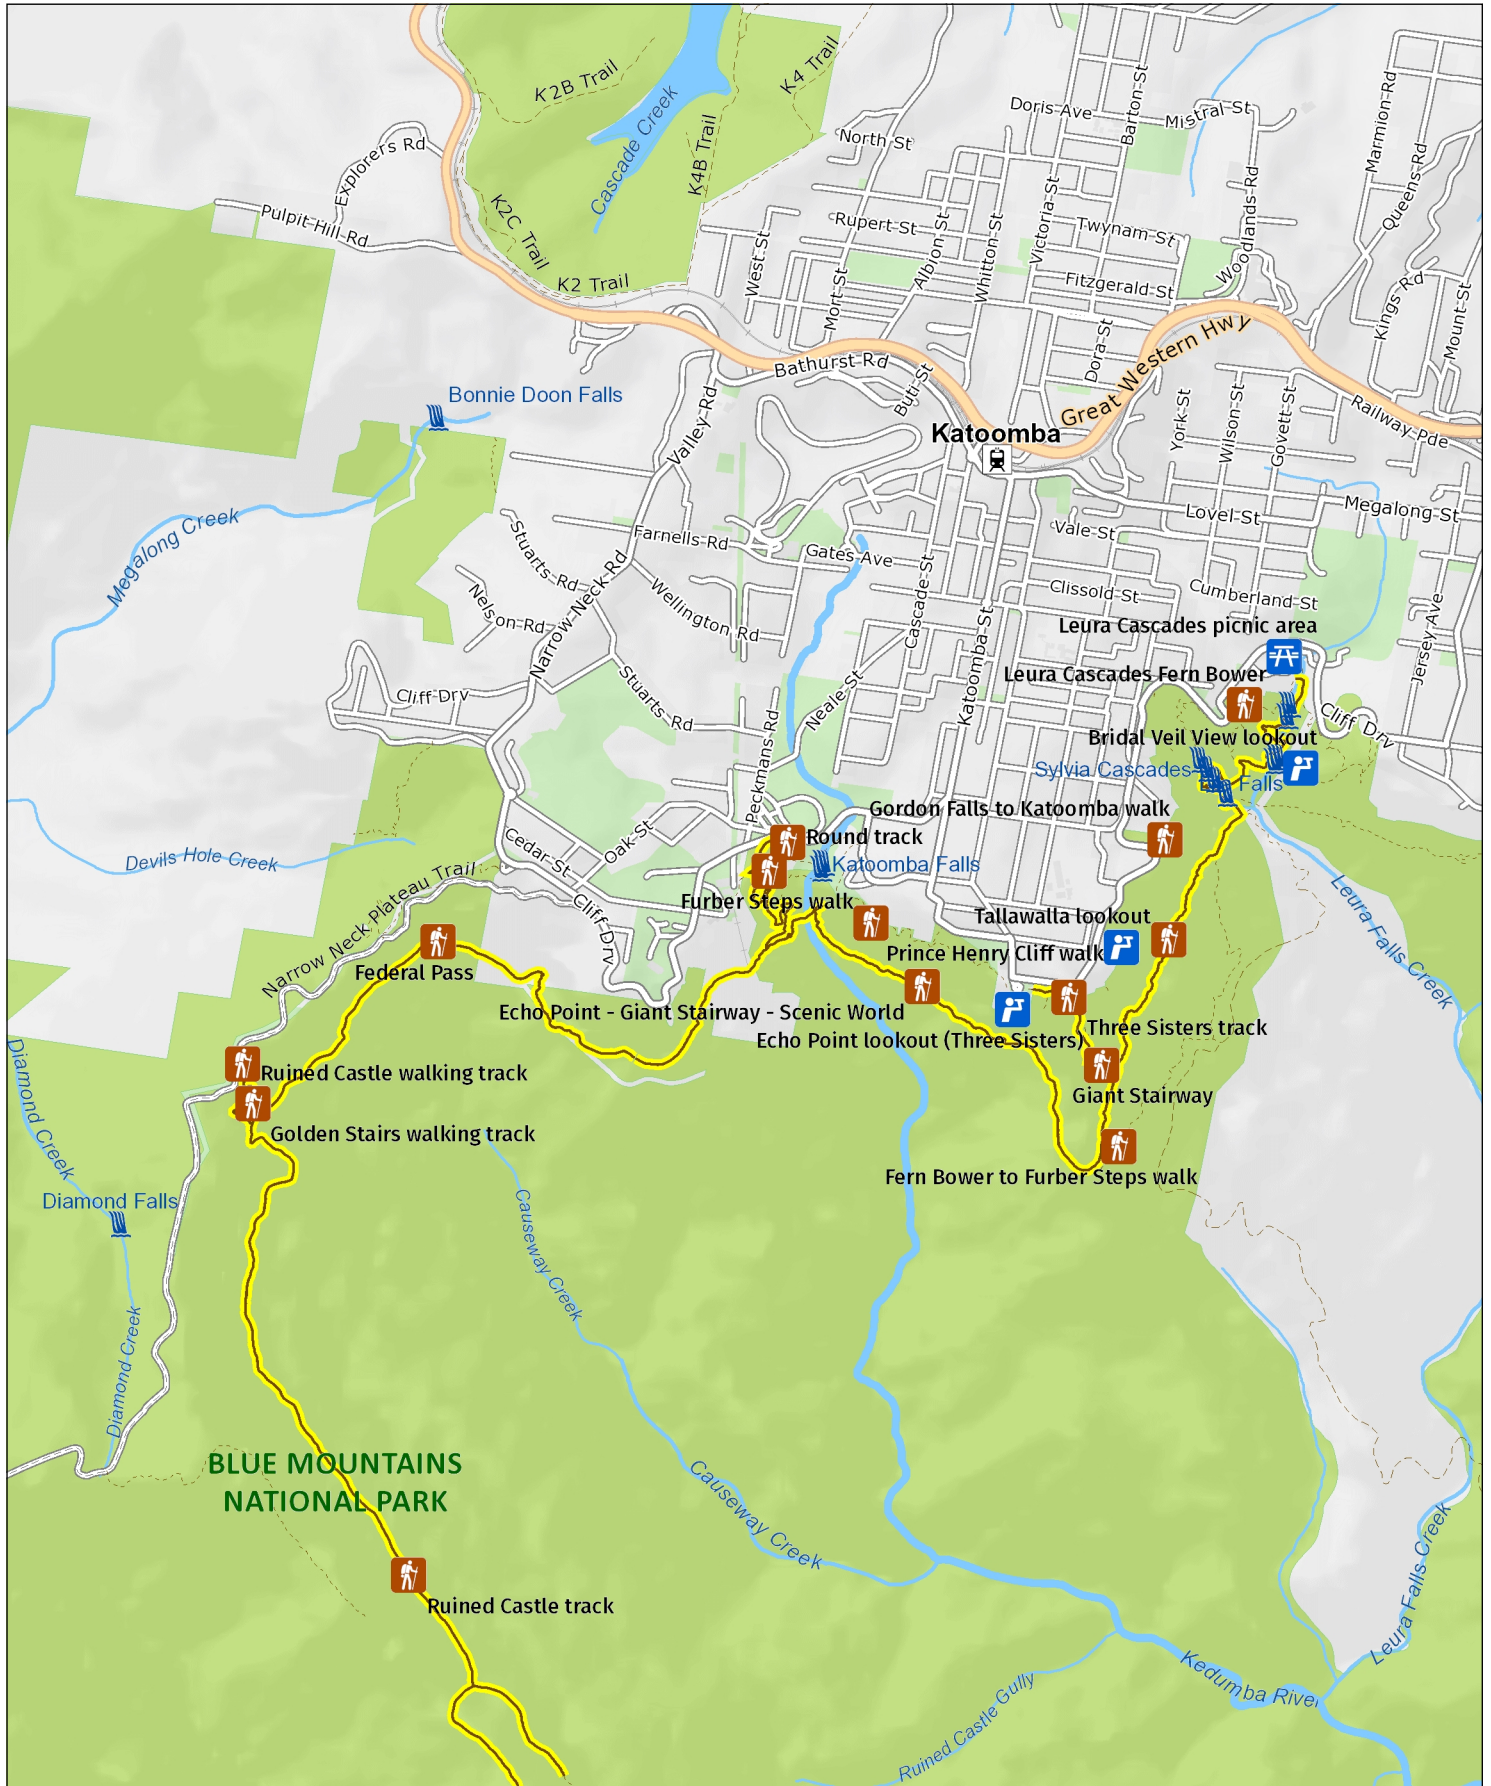 K2B Trail
K4 Trail
Cascade Creek
K4B Trail
Doris Ave
Barton St
Mistral St
Marmion Rd
North St
Explorers Rd
Queens Rd
Pulpit Hill Rd
K2C Trail
K2 Trail
West St
Rupert St
Albion St
Whitton St
Victoria St
Twynam St
Woodlands Rd
Mort St
Fitzgerald St
Kings Rd
Mount St
Dora St
Great Western Hwy
Bathurst Rd
Buti St
Bonnie Doon Falls
Valley Rd
York St
Wilson St
Govett St
Railway Pde
Katoomba
Megalong Creek
Farnells Rd
Gates Ave
Vale St
Lovel St
Megalong St
Stuarts Rd
Nelson Rd
Narrow Neck Rd
Wellington Rd
Cascade St
Clissold St
Cumberland St
Jersey Ave
Leura Cascades picnic area
Leura Cascades Fern Bower
Katoomba St
Cliff Drv
Stuarts Rd
Neale St
Cliff Drv
Bridal Veil View lookout
Sylvia Cascades
Falls
Peckmans Rd
Gordon Falls to Katoomba walk
Round track
Katoomba Falls
Devils Hole Creek
Cedar St
Oak St
Furber Steps walk
Narrow Neck Plateau Trail
Cliff Drv
Tallawalla lookout
Prince Henry Cliff walk
Leura Falls Creek
Federal Pass
Echo Point - Giant Stairway - Scenic World
Echo Point lookout (Three Sisters)
Three Sisters track
Ruined Castle walking track
Giant Stairway
Diamond Creek
Golden Stairs walking track
Fern Bower to Furber Steps walk
Diamond Falls
Causeway Creek
Diamond Creek
BLUE MOUNTAINS
NATIONAL PARK
Causeway Creek
Leura Falls Creek
Ruined Castle track
Kedumba River
Ruined Castle Gully